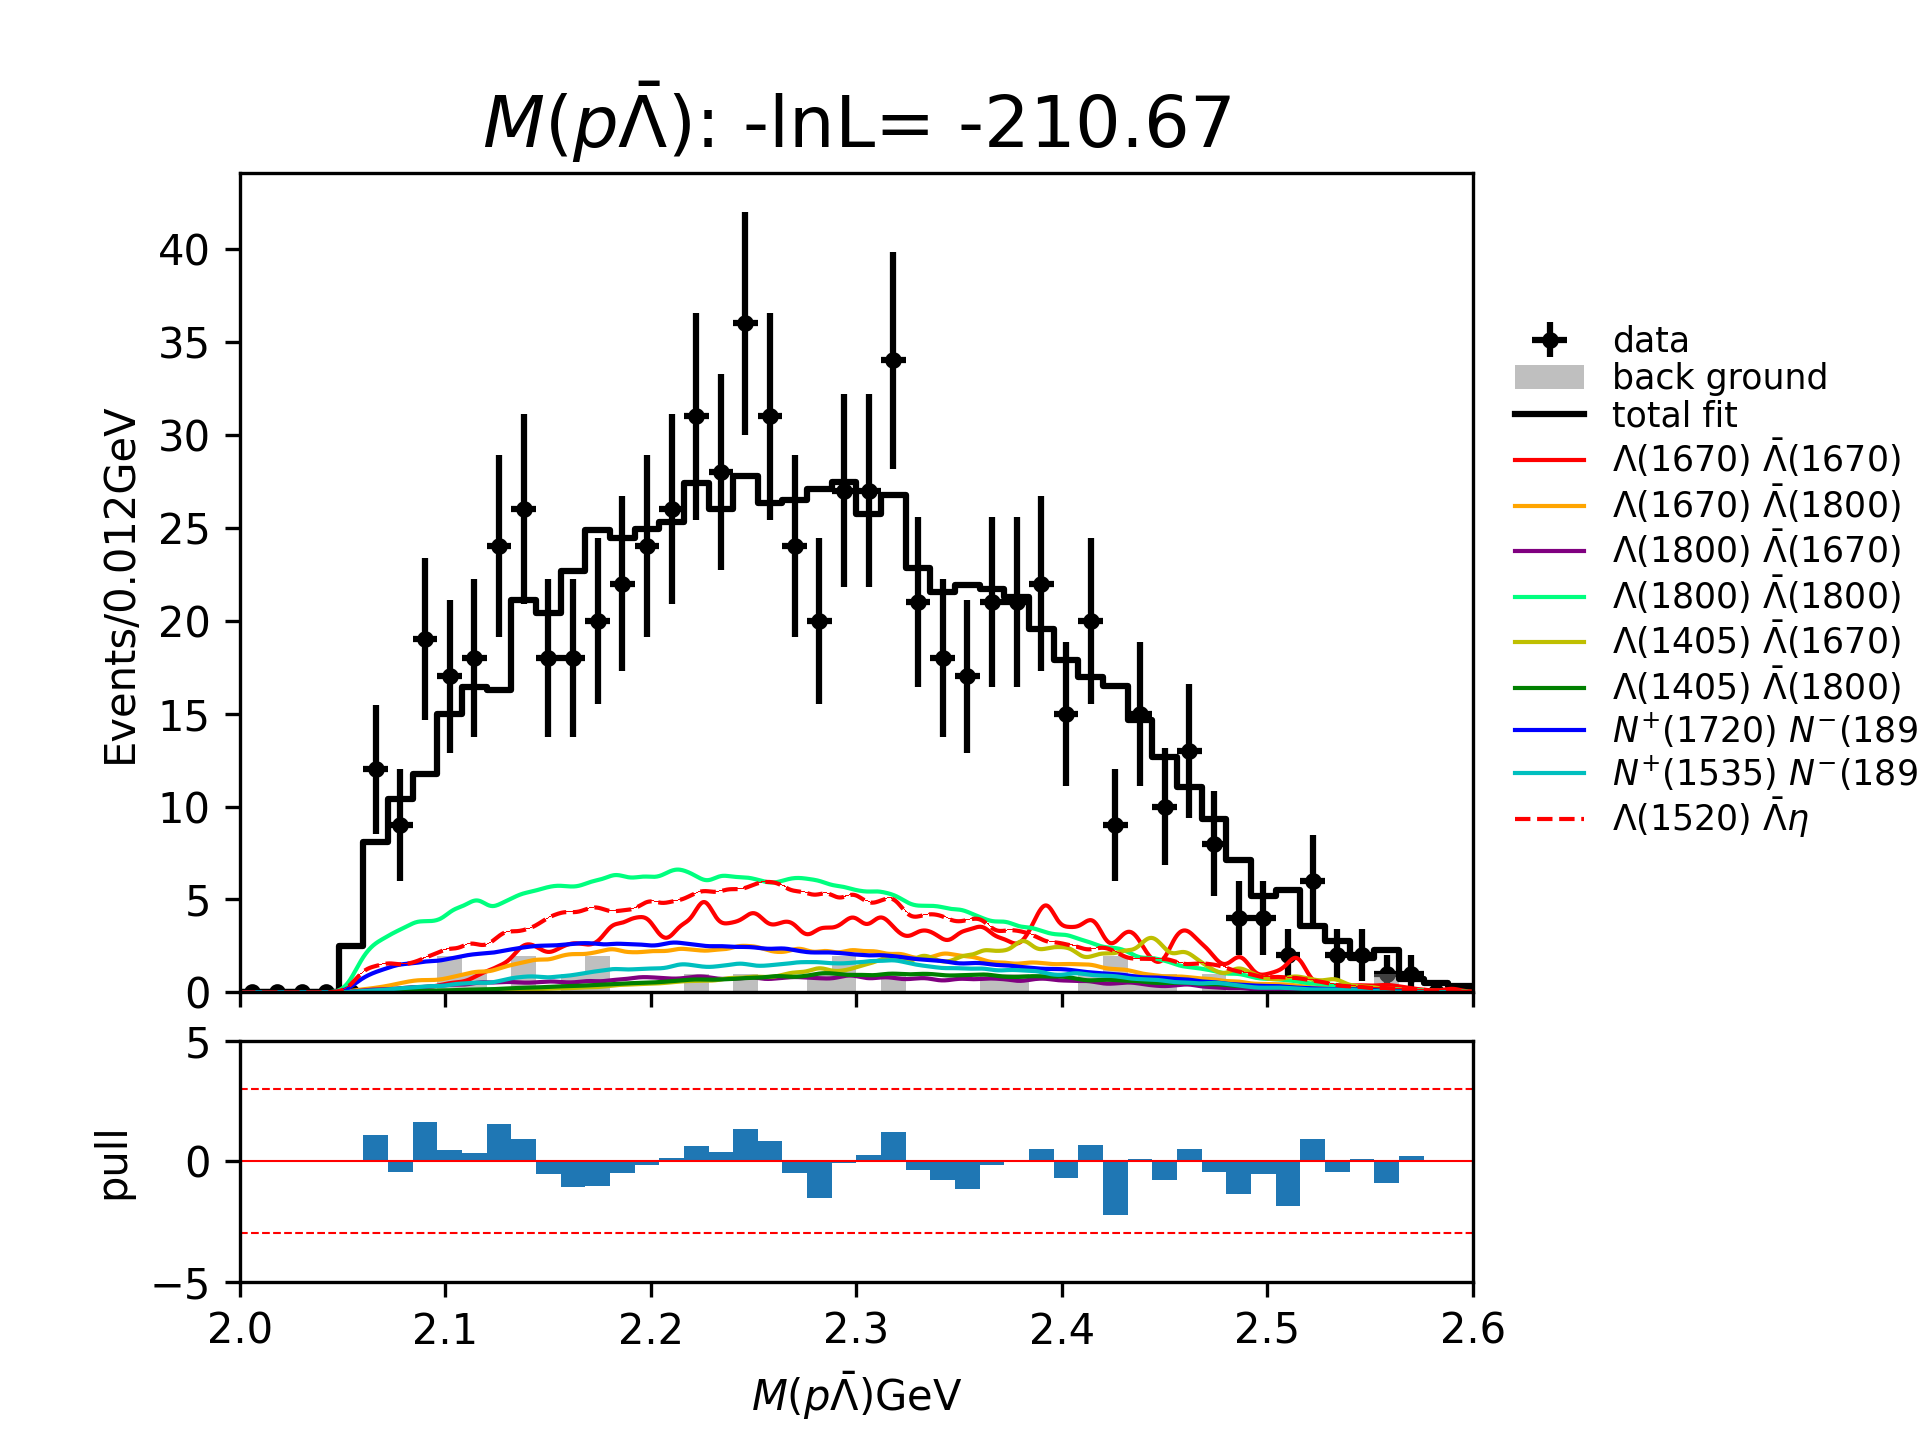 M(pΛ̄): -lnL= -210.67
Events/0.012GeV
40
35
30
25
20
15
10
5
0
data
back ground
total fit
Λ(1670) Λ̄(1670)
Λ(1670) Λ̄(1800)
Λ(1800) Λ̄(1670)
Λ(1800) Λ̄(1800)
Λ(1405) Λ̄(1670)
Λ(1405) Λ̄(1800)
N⁺(1720) N⁻(189
N⁺(1535) N⁻(189
Λ(1520) Λ̄η
pull
5
0
−5
2.0 2.1 2.2 2.3 2.4 2.5 2.6
M(pΛ̄)GeV